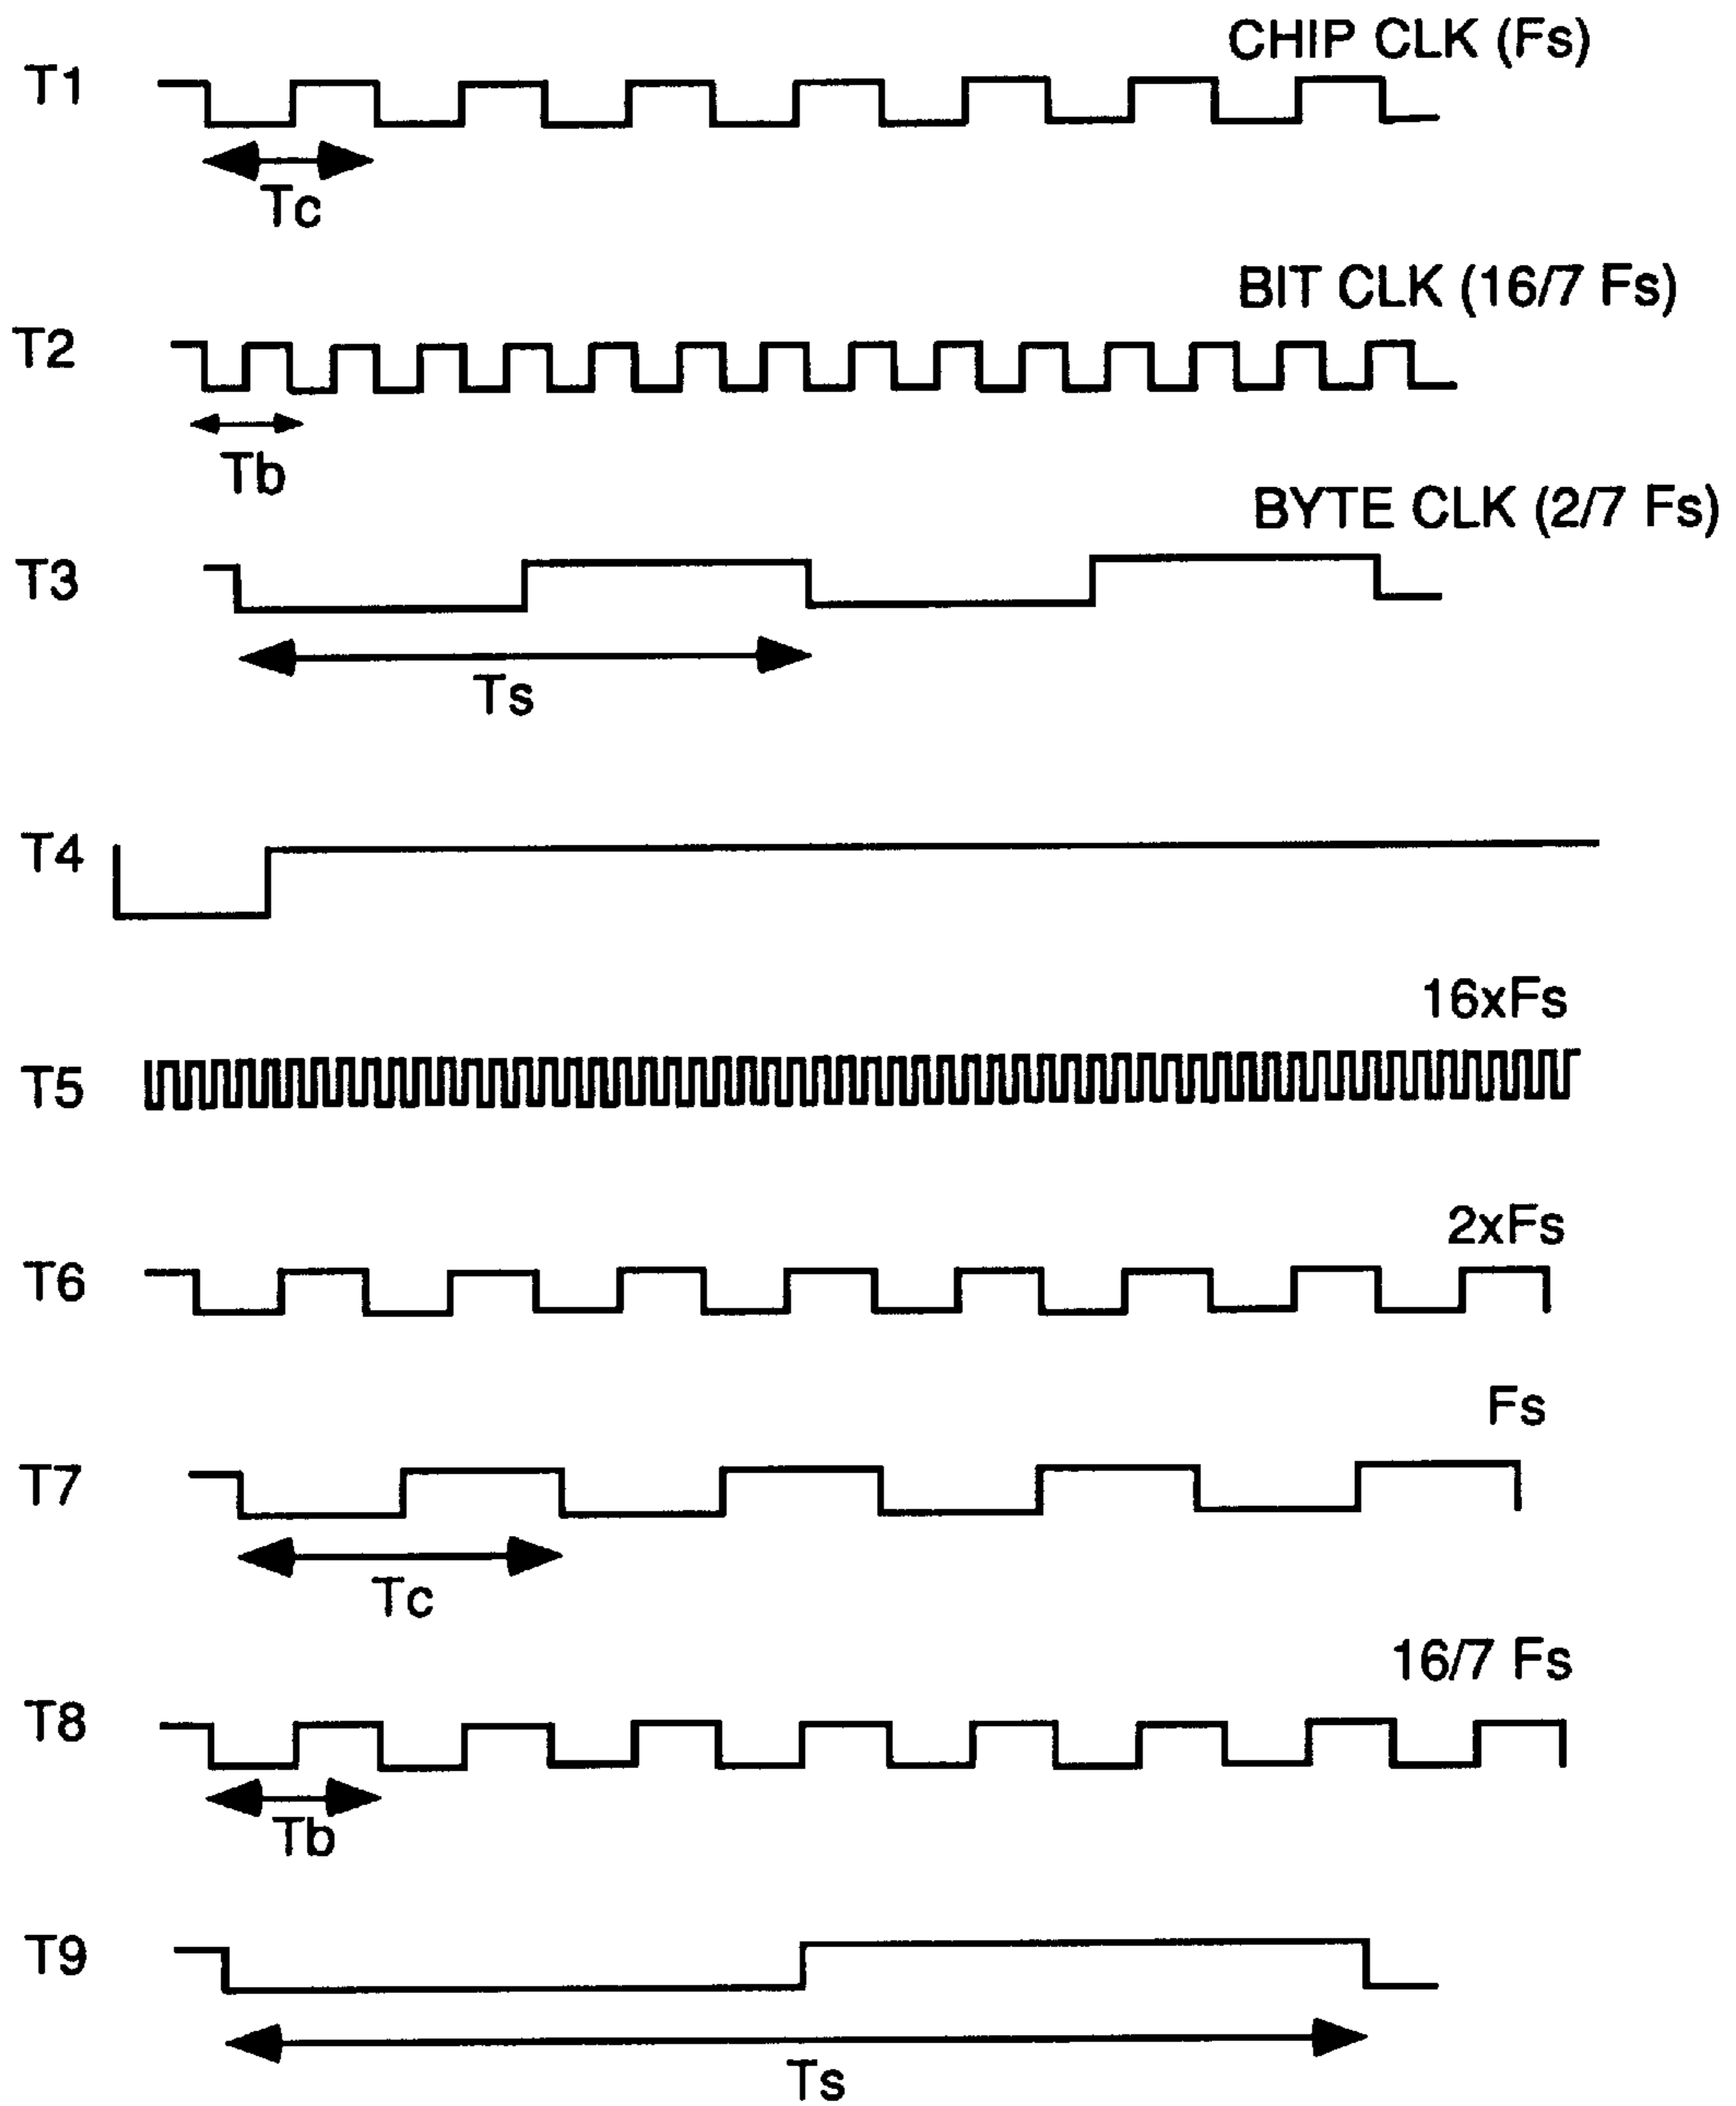 CHIP CLK (Fs)
T1
Tc
BIT CLK (16/7 Fs)
T2
Tb
BYTE CLK (2/7 Fs)
T3
Ts
T4
16xFs
T5
2xFs
T6
Fs
T7
Tc
16/7 Fs
T8
Tb
T9
Ts